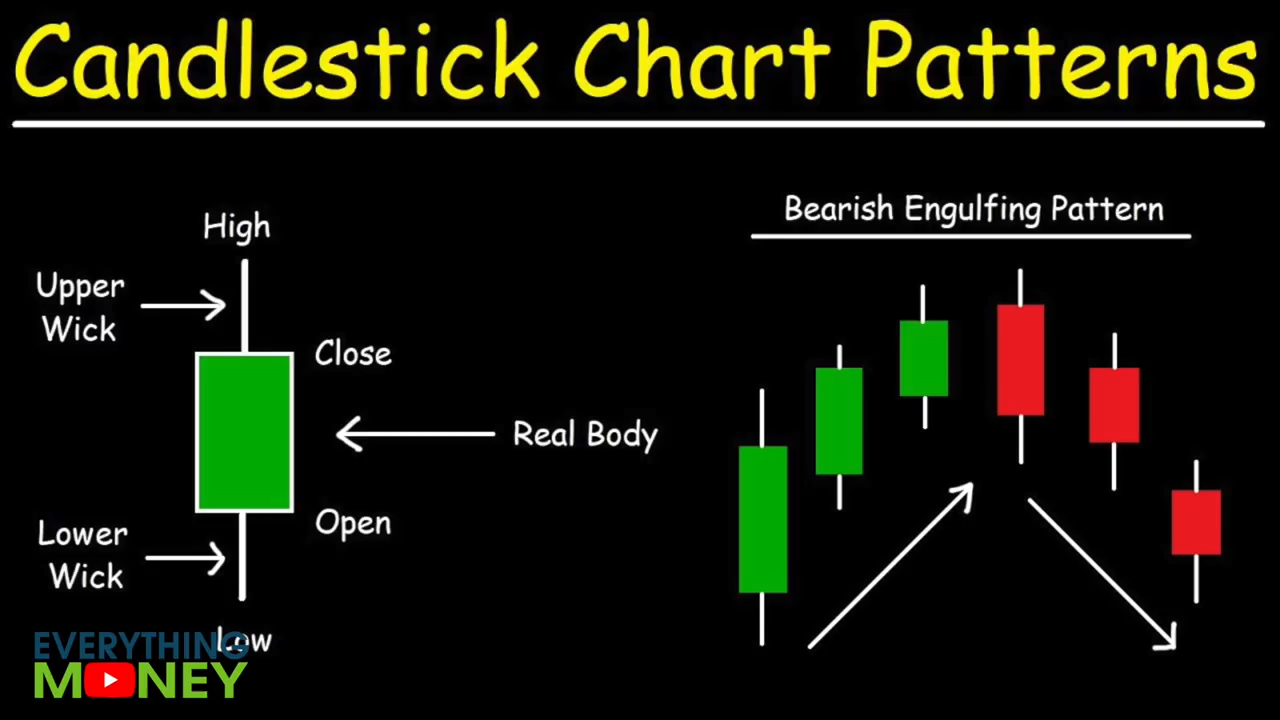 Candlestick Chart Patterns
High
Upper
Wick
Close
Real Body
Open
Lower
Wick
Low
EVERYTHING
MONEY
Bearish Engulfing Pattern